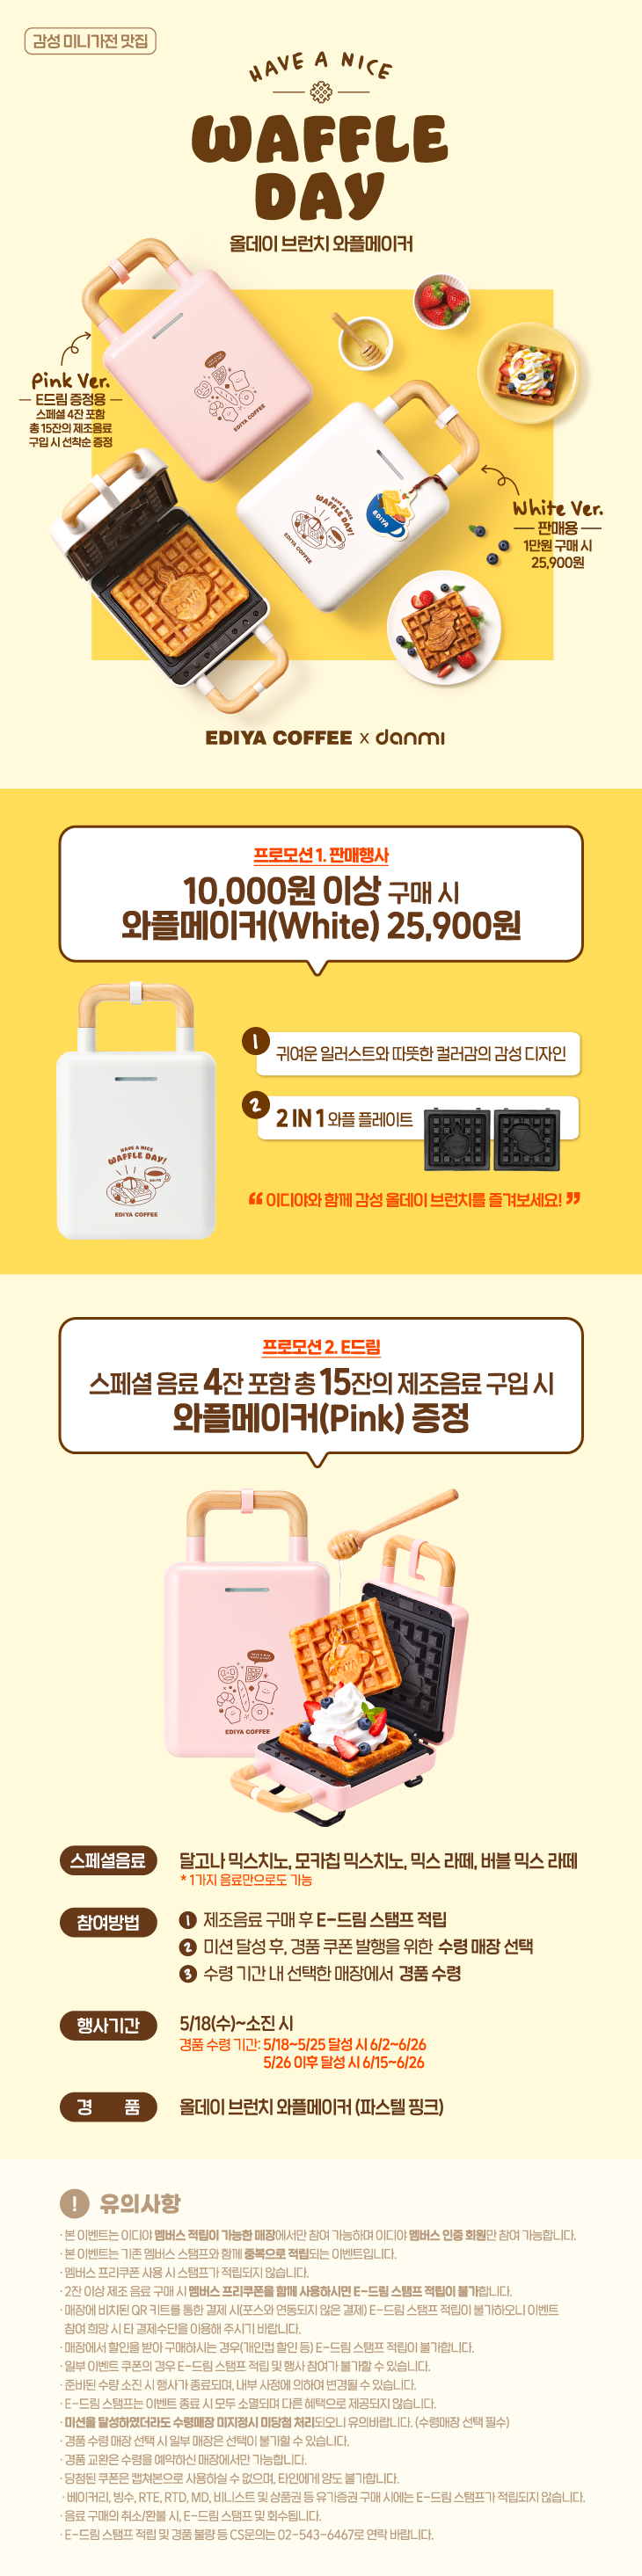 감성 미니가전 맛집
HAVE A NICE
WAFFLE
DAY
올데이 브런치 와플메이커
Pink Ver.
E드림 증정용
스페셜 4잔 포함
총 15잔의 제조음료
구입 시 선착순 증정
EDIYA COFFEE
HAVE A NICE
WAFFLE DAY!
EDIYA COFFEE
EDIYA
White Ver.
판매용
1만원 구매 시
25,900원
EDIYA COFFEE x danmi
프로모션 1. 판매행사
10,000원 이상 구매 시
와플메이커(White) 25,900원
HAVE A NICE
WAFFLE DAY!
EDIYA COFFEE
1 귀여운 일러스트와 따뜻한 컬러감의 감성 디자인
2 2 IN 1 와플 플레이트
“ 이디야와 함께 감성 올데이 브런치를 즐겨보세요! ”
프로모션 2. E드림
스페셜 음료 4잔 포함 총 15잔의 제조음료 구입 시
와플메이커(Pink) 증정
EDIYA COFFEE
스페셜음료 달고나 믹스치노, 모카칩 믹스치노, 믹스 라떼, 버블 믹스 라떼
* 1가지 음료만으로도 가능
참여방법 1 제조음료 구매 후 E-드림 스탬프 적립
2 미션 달성 후, 경품 쿠폰 발행을 위한 수령 매장 선택
3 수령 기간 내 선택한 매장에서 경품 수령
행사기간 5/18(수)~소진 시
경품 수령 기간: 5/18~5/25 달성 시 6/2~6/26
5/26 이후 달성 시 6/15~6/26
경 품 올데이 브런치 와플메이커 (파스텔 핑크)
! 유의사항
· 본 이벤트는 이디야 멤버스 적립이 가능한 매장에서만 참여 가능하며 이디야 멤버스 인증 회원만 참여 가능합니다.
· 본 이벤트는 기존 멤버스 스탬프와 함께 중복으로 적립되는 이벤트입니다.
· 멤버스 프리쿠폰 사용 시 스탬프가 적립되지 않습니다.
· 2잔 이상 제조 음료 구매 시 멤버스 프리쿠폰을 함께 사용하시면 E-드림 스탬프 적립이 불가합니다.
· 매장에 비치된 QR 키트를 통한 결제 시(포스와 연동되지 않은 결제) E-드림 스탬프 적립이 불가하오니 이벤트
참여 희망 시 타 결제수단을 이용해 주시기 바랍니다.
· 매장에서 할인을 받아 구매하시는 경우(개인컵 할인 등) E-드림 스탬프 적립이 불가합니다.
· 일부 이벤트 쿠폰의 경우 E-드림 스탬프 적립 및 행사 참여가 불가할 수 있습니다.
· 준비된 수량 소진 시 행사가 종료되며, 내부 사정에 의하여 변경될 수 있습니다.
· E-드림 스탬프는 이벤트 종료 시 모두 소멸되며 다른 혜택으로 제공되지 않습니다.
· 미션을 달성하였더라도 수령매장 미지정시 미당첨 처리되오니 유의바랍니다. (수령매장 선택 필수)
· 경품 수령 매장 선택 시 일부 매장은 선택이 불가할 수 있습니다.
· 경품 교환은 수령을 예약하신 매장에서만 가능합니다.
· 당첨된 쿠폰은 캡쳐본으로 사용하실 수 없으며, 타인에게 양도 불가합니다.
· 베이커리, 빙수, RTE, RTD, MD, 비니스트 및 상품권 등 유가증권 구매 시에는 E-드림 스탬프가 적립되지 않습니다.
· 음료 구매의 취소/환불 시, E-드림 스탬프 및 회수됩니다.
· E-드림 스탬프 적립 및 경품 불량 등 CS문의는 02-543-6467로 연락 바랍니다.